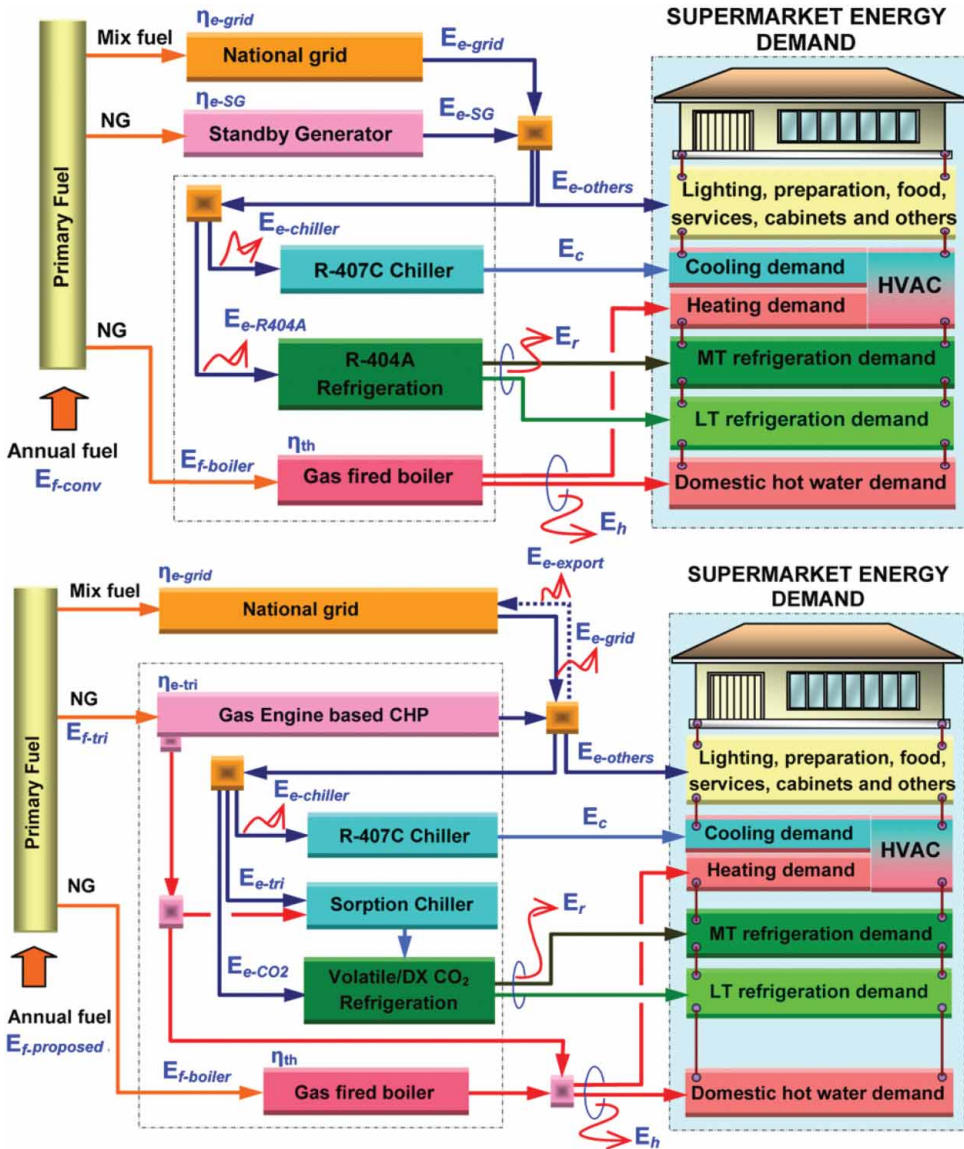 SUPERMARKET ENERGY
DEMAND
ηe-grid
Mix fuel
National grid
Ee-grid
ηe-SG
NG
Standby Generator
Ee-SG
Primary Fuel
Ee-others
Lighting, preparation, food,
services, cabinets and others
Ee-chiller
R-407C Chiller
Ec
Cooling demand
HVAC
Heating demand
Ee-R404A
R-404A
Refrigeration
Er
MT refrigeration demand
LT refrigeration demand
NG
Annual fuel
Ef-conv
Ef-boiler
ηth
Gas fired boiler
Domestic hot water demand
Eh
SUPERMARKET ENERGY
DEMAND
ηe-grid
Mix fuel
National grid
Ee-export
Ee-grid
ηe-tri
NG
Ef-tri
Gas Engine based CHP
Primary Fuel
Ee-others
Lighting, preparation, food,
services, cabinets and others
Ee-chiller
R-407C Chiller
Ec
Cooling demand
HVAC
Heating demand
Ee-tri
Sorption Chiller
Er
MT refrigeration demand
Ee-CO2
Volatile/DX CO₂
Refrigeration
LT refrigeration demand
NG
Annual fuel
Ef-proposed
Ef-boiler
ηth
Gas fired boiler
Domestic hot water demand
Eh